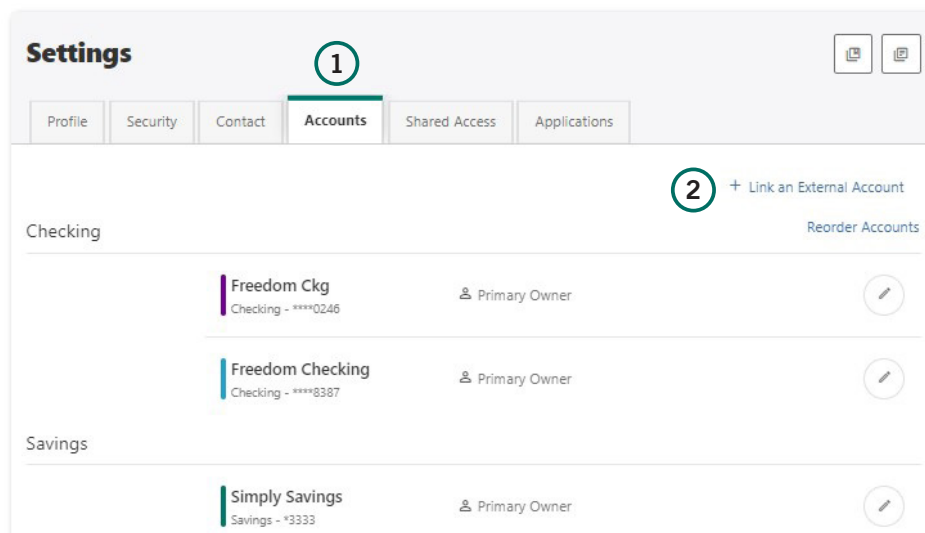 Settings
1
Profile Security Contact Accounts Shared Access Applications
2 + Link an External Account
Reorder Accounts
Checking
Freedom Ckg
Checking - ****0246
Primary Owner
Freedom Checking
Checking - ****8387
Primary Owner
Savings
Simply Savings
Savings - *3333
Primary Owner